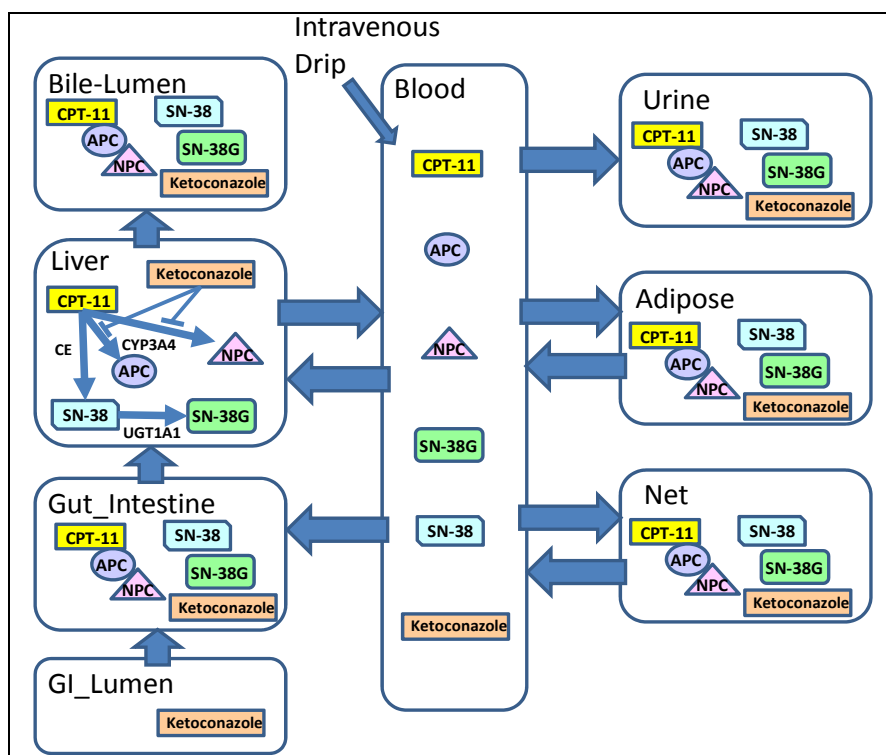 Intravenous
Drip
Bile-Lumen
CPT-11
SN-38
APC
SN-38G
NPC
Ketoconazole
Liver
Ketoconazole
CPT-11
CE
CYP3A4
NPC
APC
SN-38
SN-38G
UGT1A1
Gut_Intestine
CPT-11
SN-38
APC
SN-38G
NPC
Ketoconazole
GI_Lumen
Ketoconazole
Blood
CPT-11
APC
NPC
SN-38G
SN-38
Ketoconazole
Urine
CPT-11
SN-38
APC
SN-38G
NPC
Ketoconazole
Adipose
CPT-11
SN-38
APC
SN-38G
NPC
Ketoconazole
Net
CPT-11
SN-38
APC
SN-38G
NPC
Ketoconazole